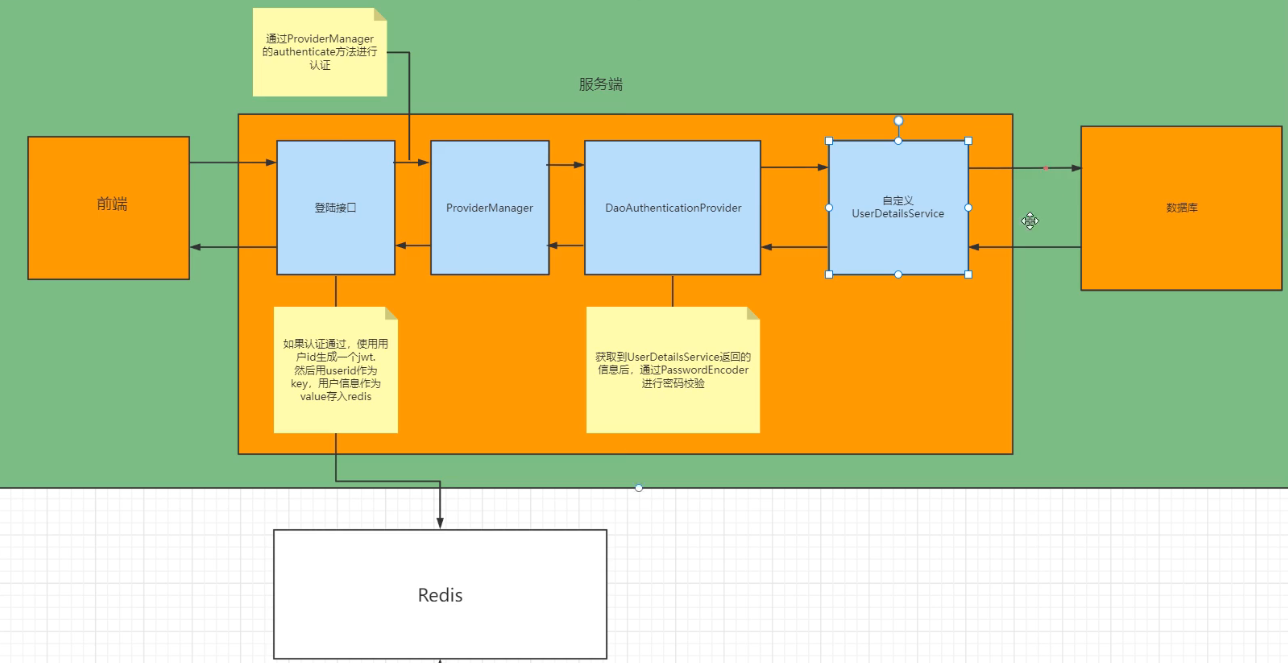 通过ProviderManager
的authenticate方法进行
认证
服务端
前端
登陆接口
ProviderManager
DaoAuthenticationProvider
自定义
UserDetailsService
数据库
如果认证通过，使用用
户id生成一个jwt.
然后用userid作为
key，用户信息作为
value存入redis
获取到UserDetailsService返回的
信息后，通过PasswordEncoder
进行密码校验
Redis